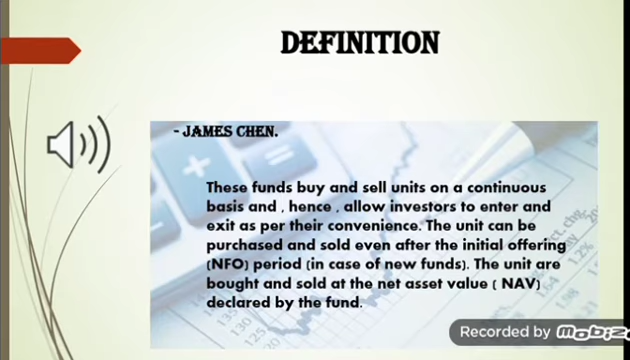 DEFINITION
- JAMES CHEN.
These funds buy and sell units on a continuous
basis and , hence , allow investors to enter and
exit as per their convenience. The unit can be
purchased and sold even after the initial offering
(NFO) period (in case of new funds). The unit are
bought and sold at the net asset value ( NAV)
declared by the fund.
Recorded by